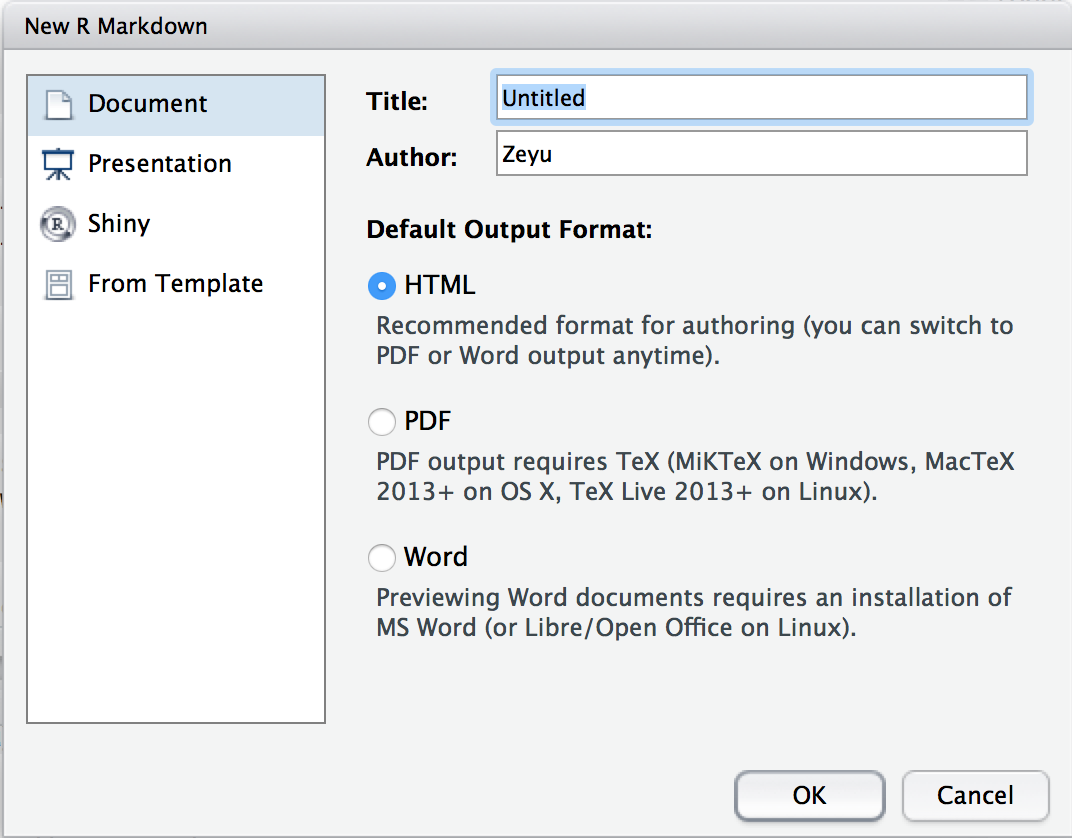 New R Markdown
Document
Presentation
Shiny
From Template
Title:
Untitled
Author:
Zeyu
Default Output Format:
HTML
Recommended format for authoring (you can switch to
PDF or Word output anytime).
PDF
PDF output requires TeX (MiKTeX on Windows, MacTeX
2013+ on OS X, TeX Live 2013+ on Linux).
Word
Previewing Word documents requires an installation of
MS Word (or Libre/Open Office on Linux).
OK
Cancel